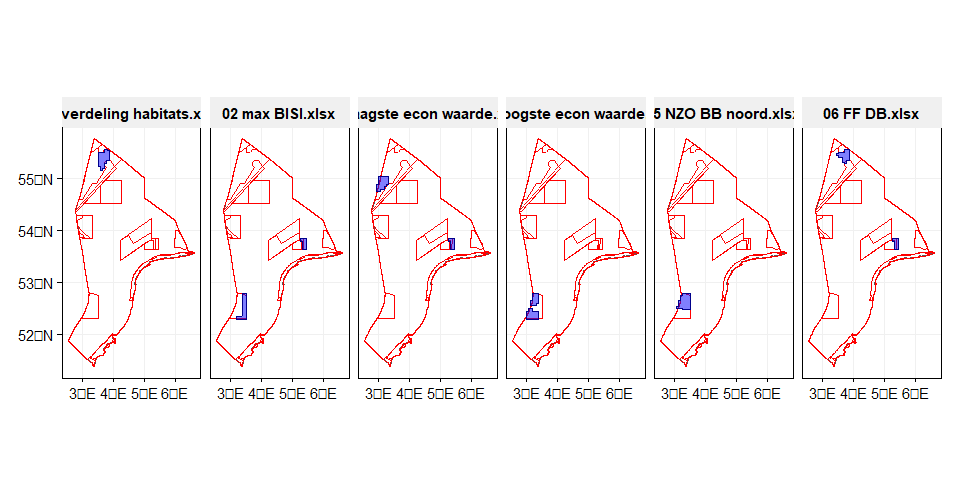 verdeling habitats.x 02 max BISI.xlsx aagste econ waarde. oogste econ waarde 5 NZO BB noord.xls 06 FF DB.xlsx
55□N
54□N
53□N
52□N
3□E 4□E 5□E 6□E 3□E 4□E 5□E 6□E 3□E 4□E 5□E 6□E 3□E 4□E 5□E 6□E 3□E 4□E 5□E 6□E 3□E 4□E 5□E 6□E